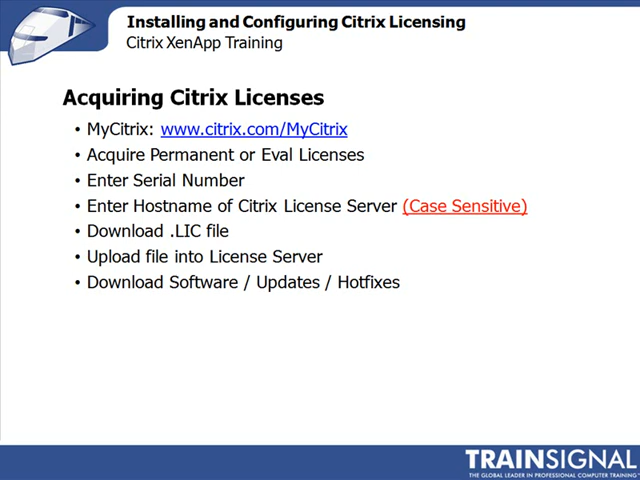 Installing and Configuring Citrix Licensing
Citrix XenApp Training
Acquiring Citrix Licenses
• MyCitrix: www.citrix.com/MyCitrix
• Acquire Permanent or Eval Licenses
• Enter Serial Number
• Enter Hostname of Citrix License Server (Case Sensitive)
• Download .LIC file
• Upload file into License Server
• Download Software / Updates / Hotfixes
TRAINSIGNAL
THE GLOBAL LEADER IN PROFESSIONAL COMPUTER TRAINING